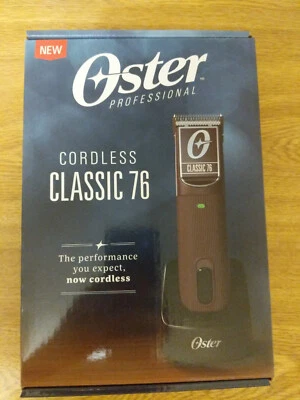 NEW
Oster
PROFESSIONAL
CORDLESS
CLASSIC 76
The performance
you expect,
now cordless
CLASSIC 76
Oster